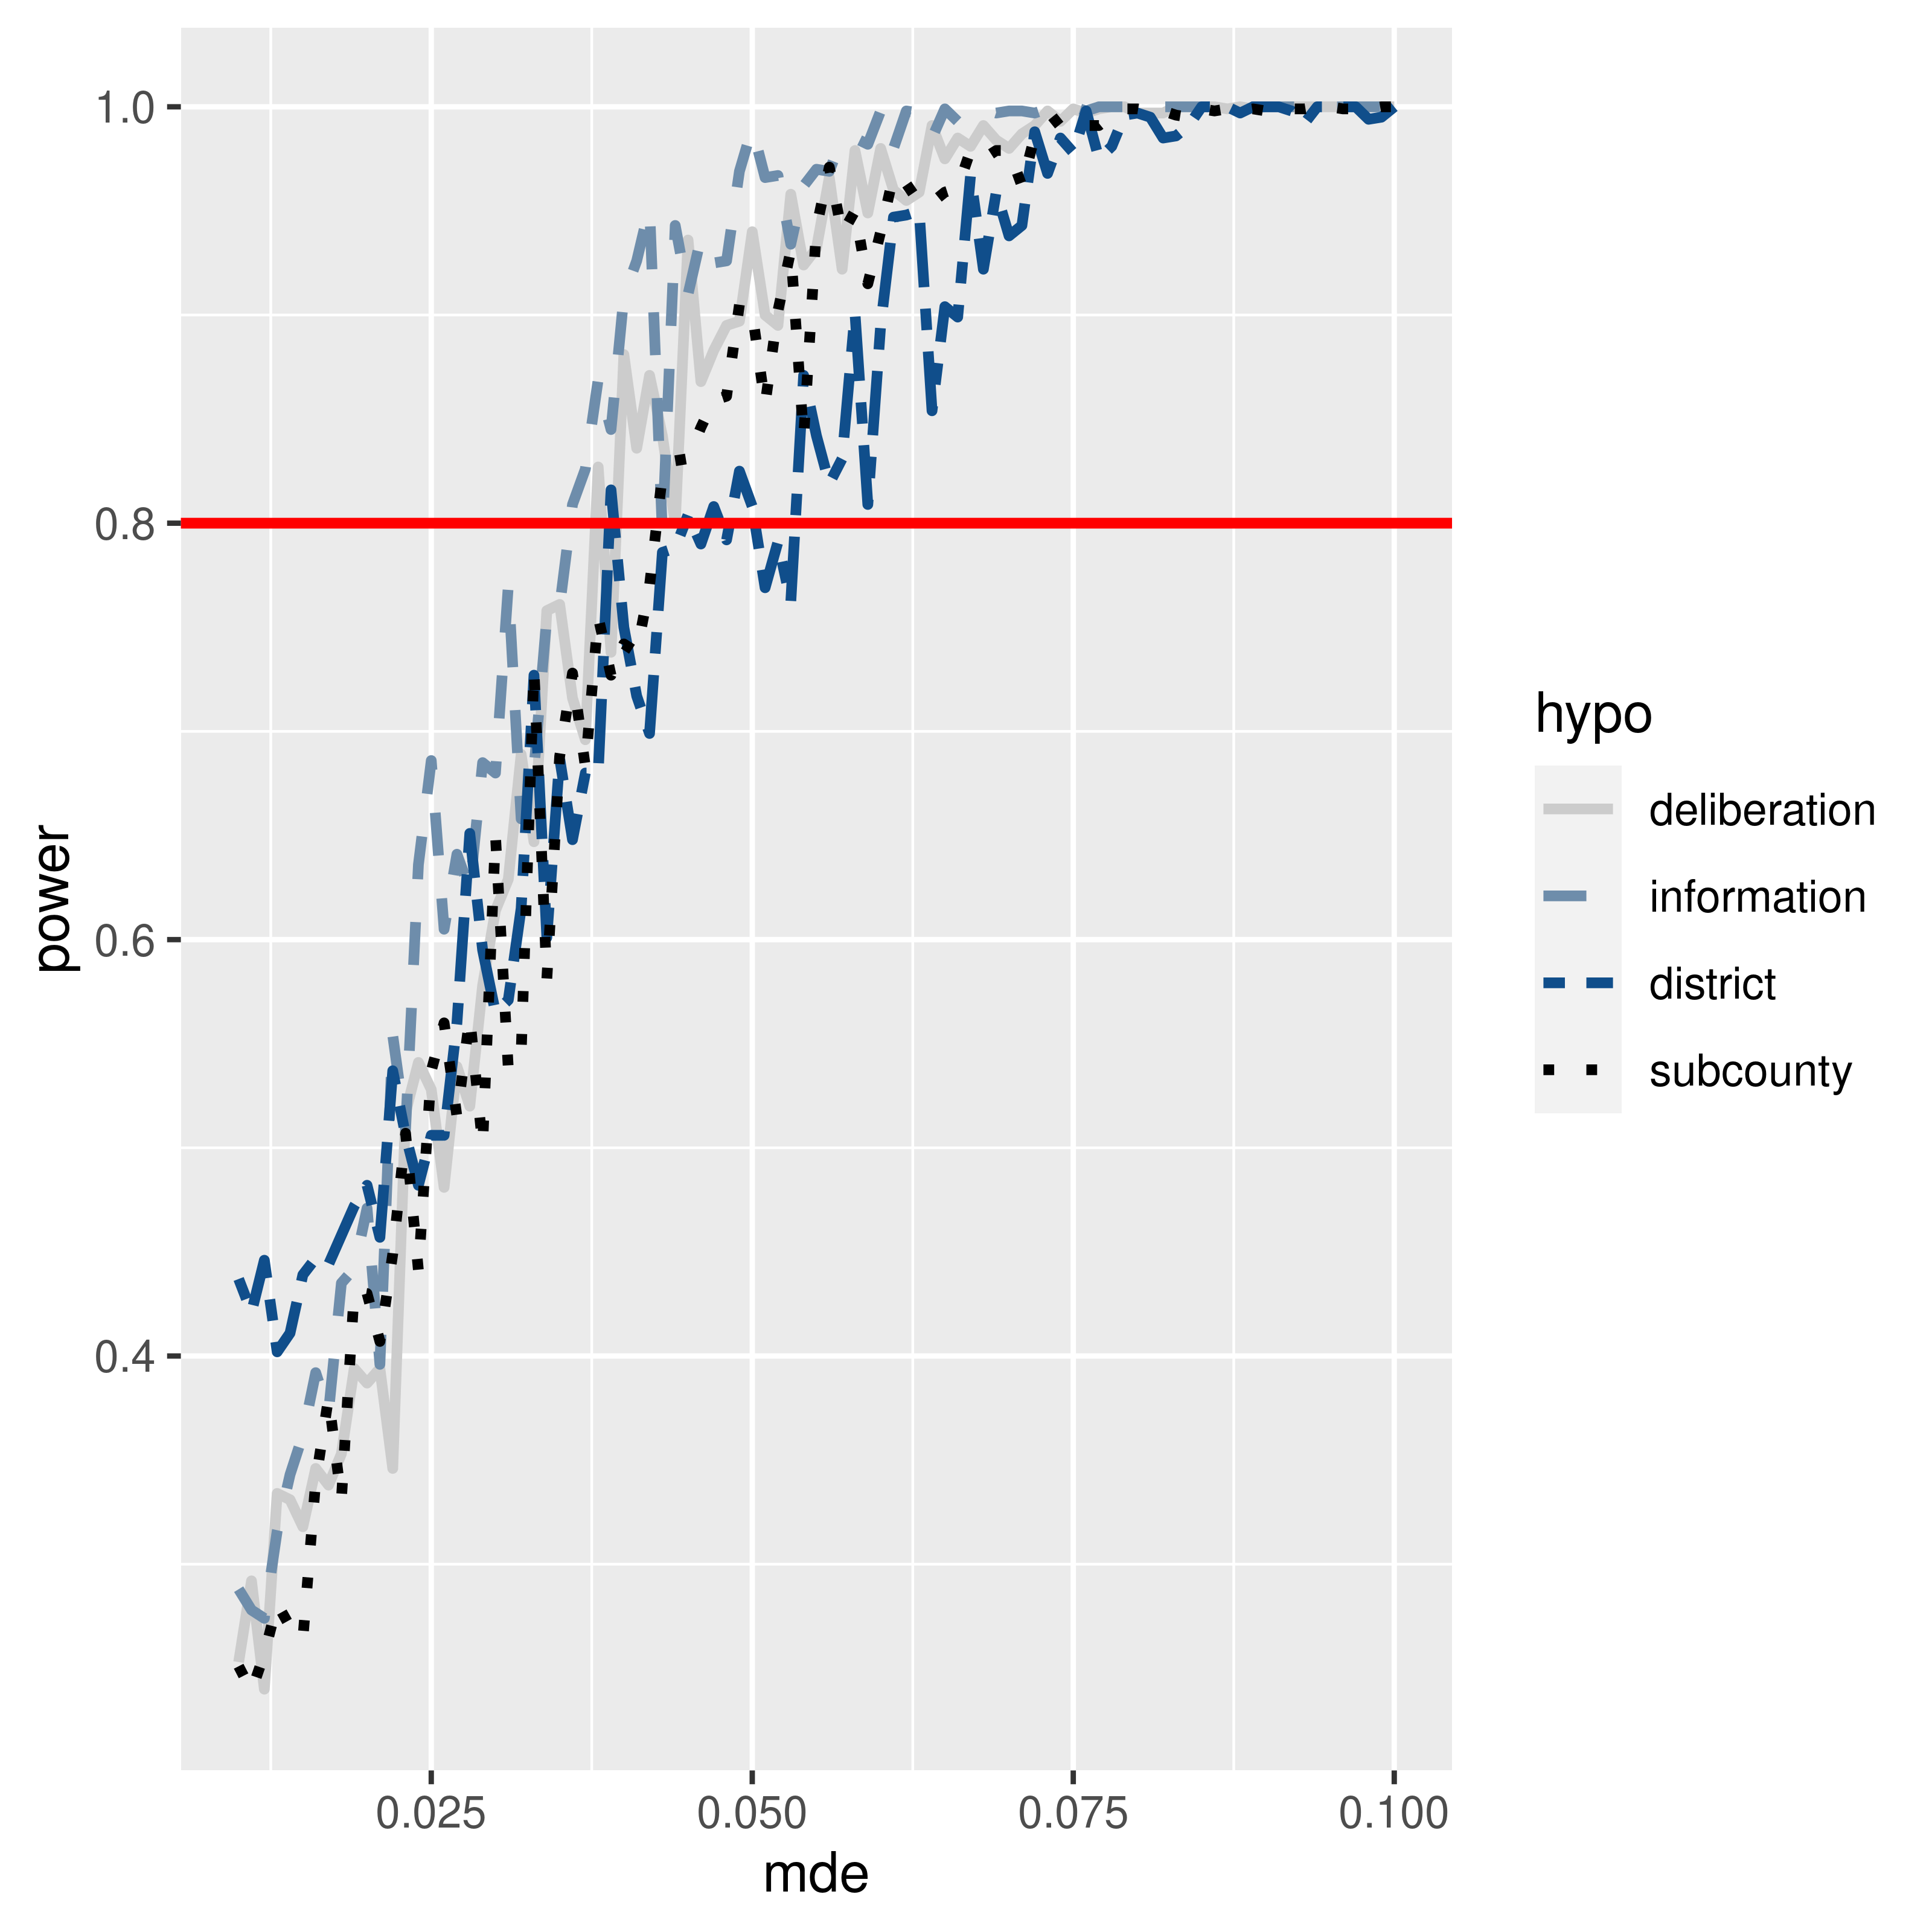 power
1.0
0.8
0.6
0.4
0.025
0.050
0.075
0.100
mde
hypo
deliberation
information
district
subcounty